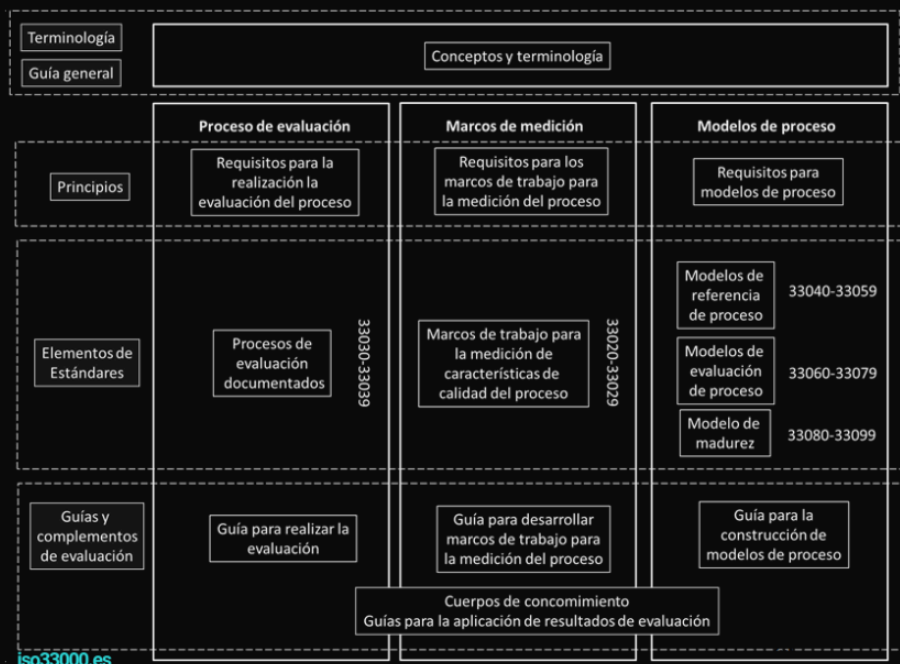 Terminología
Guía general
Conceptos y terminología
Proceso de evaluación
Marcos de medición
Modelos de proceso
Principios
Requisitos para la
realización la
evaluación del proceso
Requisitos para los
marcos de trabajo para
la medición del proceso
Requisitos para
modelos de proceso
Elementos de
Estándares
Procesos de
evaluación
documentados
33030-33039
Marcos de trabajo para
la medición de
características de
calidad del proceso
33020-33029
Modelos de
referencia
de proceso
33040-33059
Modelos de
evaluación
de proceso
33060-33079
Modelo de
madurez
33080-33099
Guías y
complementos
de evaluación
Guía para realizar la
evaluación
Guía para desarrollar
marcos de trabajo para
la medición del proceso
Guía para la
construcción de
modelos de proceso
Cuerpos de concomimiento
Guías para la aplicación de resultados de evaluación
iso33000.es